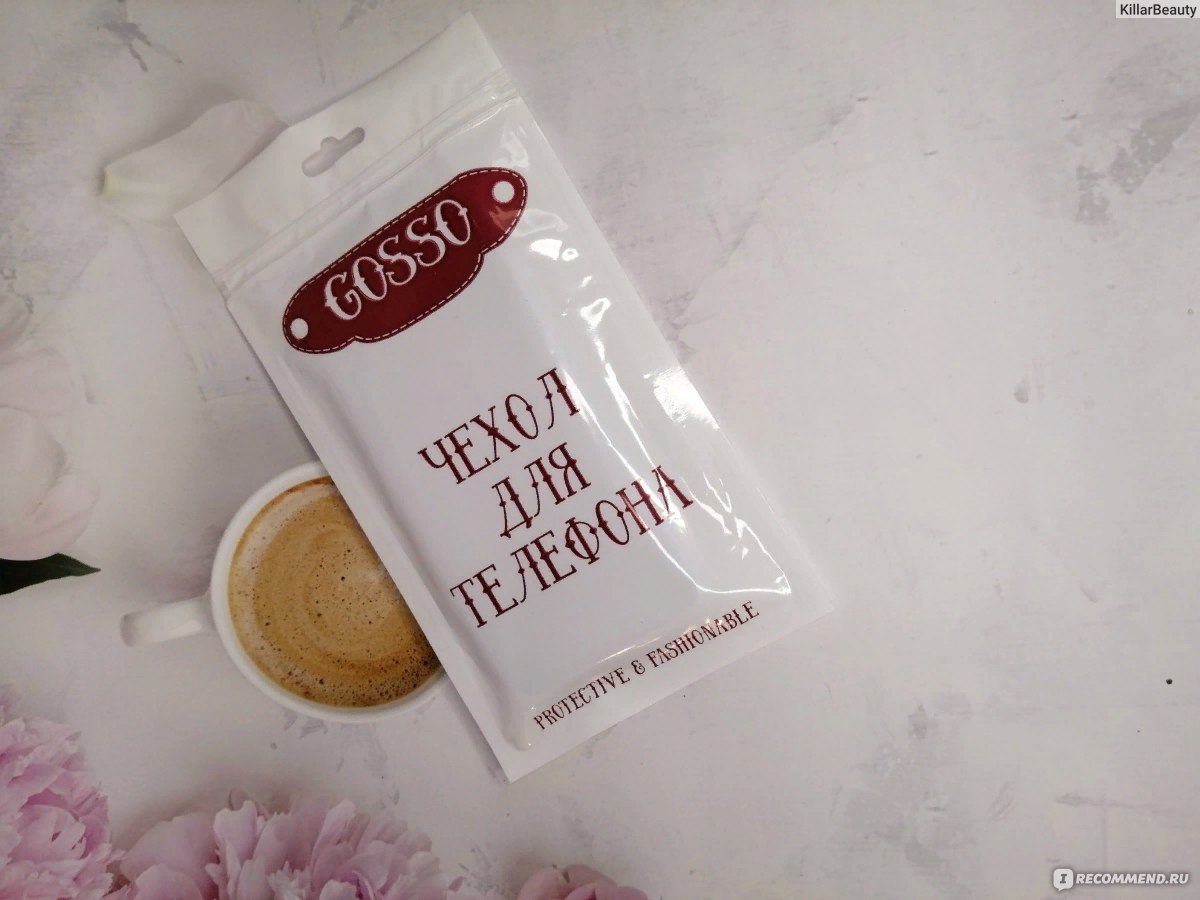 KillarBeauty
GOSSO
ЧЕХОЛ
ДЛЯ
ТЕЛЕФОНА
PROTECTIVE & FASHIONABLE
IRECOMMEND.RU